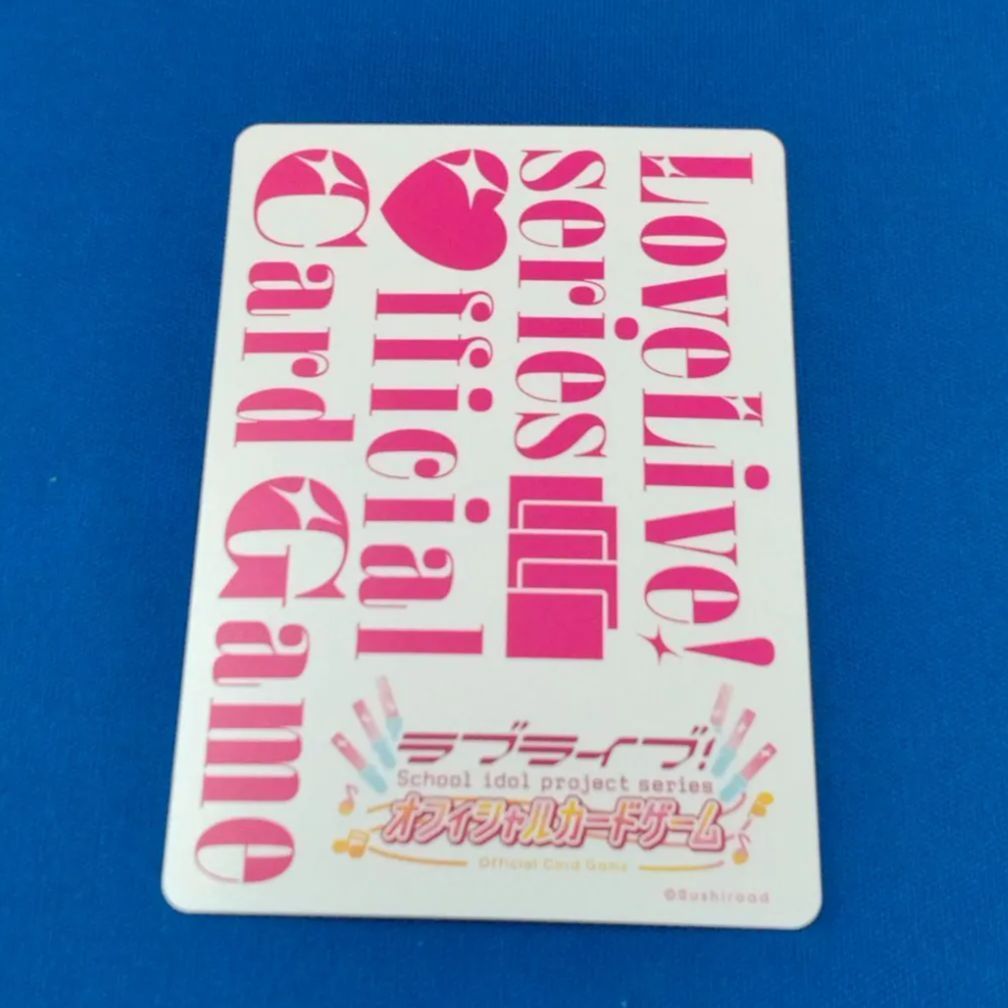 LoveLive!
series
♥fficial
Card Game
ラブライブ!
School idol project series
オフィシャルカードゲーム
Official Card Game
©Bushiroad